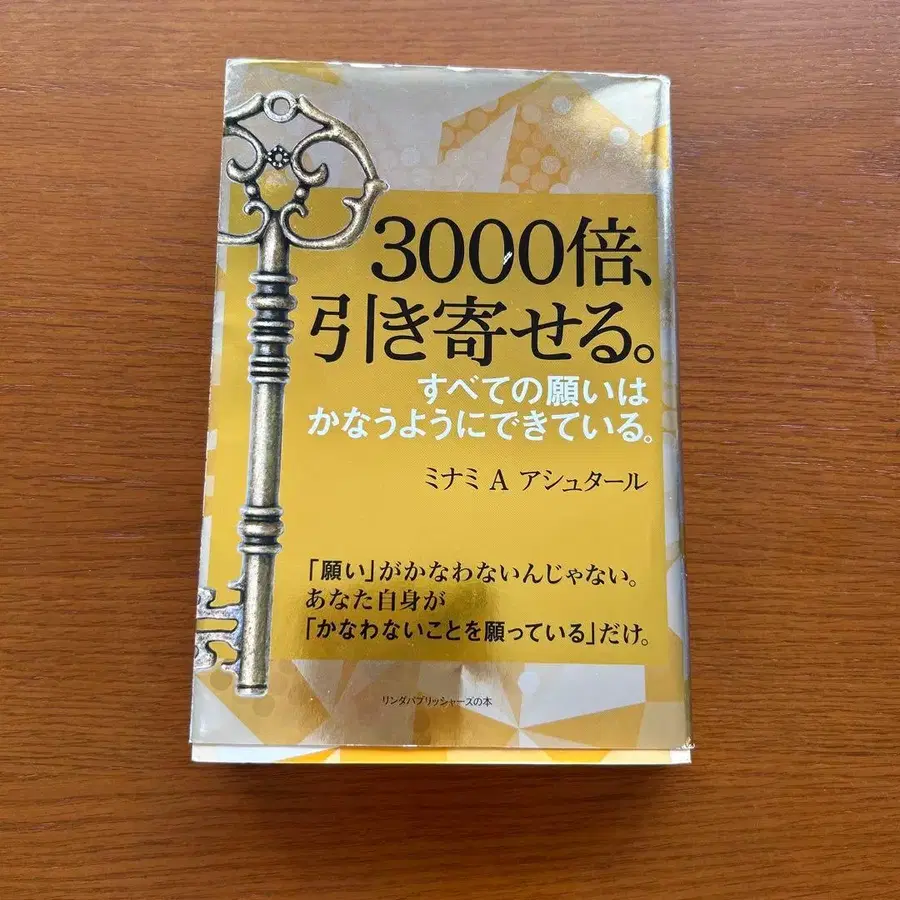 3000倍、
引き寄せる。
すべての願いは
かなうようにできている。
ミナミ A アシュタール
「願い」がかなわないんじゃない。
あなた自身が
「かなわないことを願っている」だけ。
リンダパブリッシャーズの本